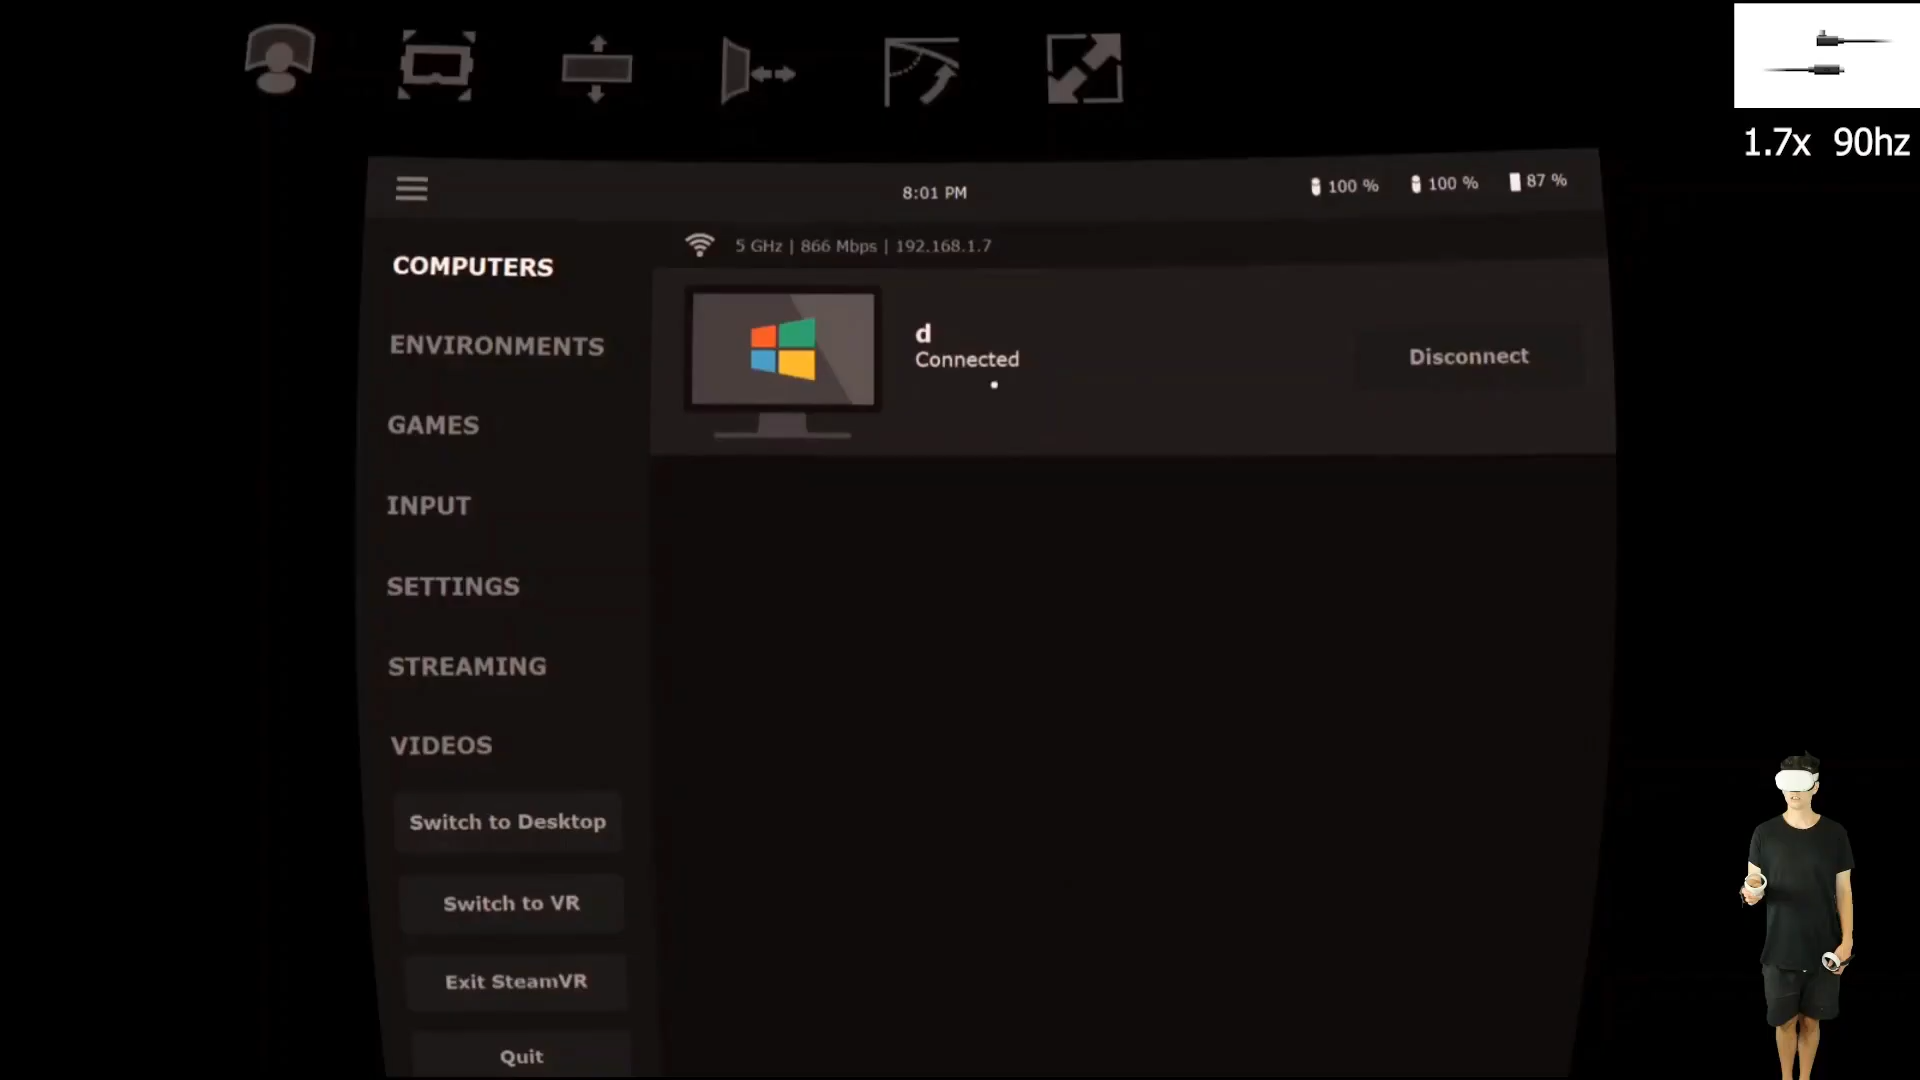 1.7x 90hz
8:01 PM
100 %
100 %
87 %
5 GHz | 866 Mbps | 192.168.1.7
COMPUTERS
ENVIRONMENTS
GAMES
INPUT
SETTINGS
STREAMING
VIDEOS
Switch to Desktop
Switch to VR
Exit SteamVR
Quit
d
Connected
Disconnect